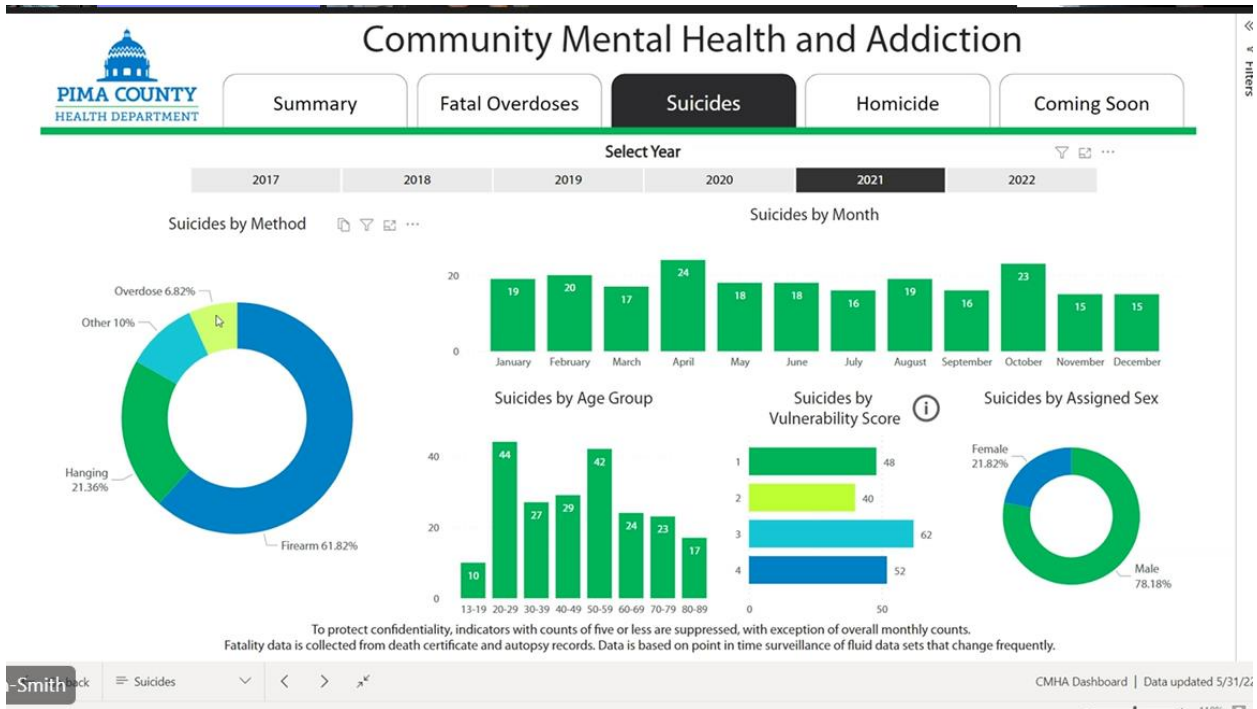 Community Mental Health and Addiction
PIMA COUNTY
HEALTH DEPARTMENT
Summary
Fatal Overdoses
Suicides
Homicide
Coming Soon
Filters
Select Year
2017 2018 2019 2020 2021 2022
Suicides by Method
Overdose 6.82%
Other 10%
Hanging
21.36%
Firearm 61.82%
Suicides by Month
20
0
19 20 17 24 18 18 16 19 16 23 15 15
January February March April May June July August September October November December
Suicides by Age Group
40
20
0
10 44 27 29 42 24 23 17
13-19 20-29 30-39 40-49 50-59 60-69 70-79 80-89
Suicides by
Vulnerability Score
1 48
2 40
3 62
4 52
0 50
Suicides by Assigned Sex
Female
21.82%
Male
78.18%
To protect confidentiality, indicators with counts of five or less are suppressed, with exception of overall monthly counts.
Fatality data is collected from death certificate and autopsy records. Data is based on point in time surveillance of fluid data sets that change frequently.
-Smith
Suicides
CMHA Dashboard | Data updated 5/31/22